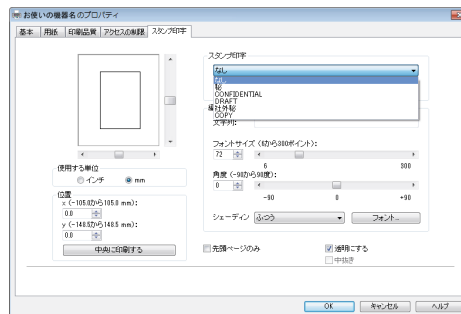 お使いの機器名のプロパティ
基本 用紙 印刷品質 アクセスの制限 スタンプ印字
スタンプ印字
なし
なし
秘
CONFIDENTIAL
DRAFT
社外秘
COPY
文字列:
フォントサイズ (6から300ポイント):
72
6 300
角度 (-90から90度):
0
-90 0 +90
シェーディング ふつう フォント...
使用する単位
インチ mm
位置
x (-105.0から105.0 mm):
0.0
y (-148.5から148.5 mm):
0.0
中央に印刷する
先頭ページのみ 透明にする
中抜き
OK キャンセル ヘルプ